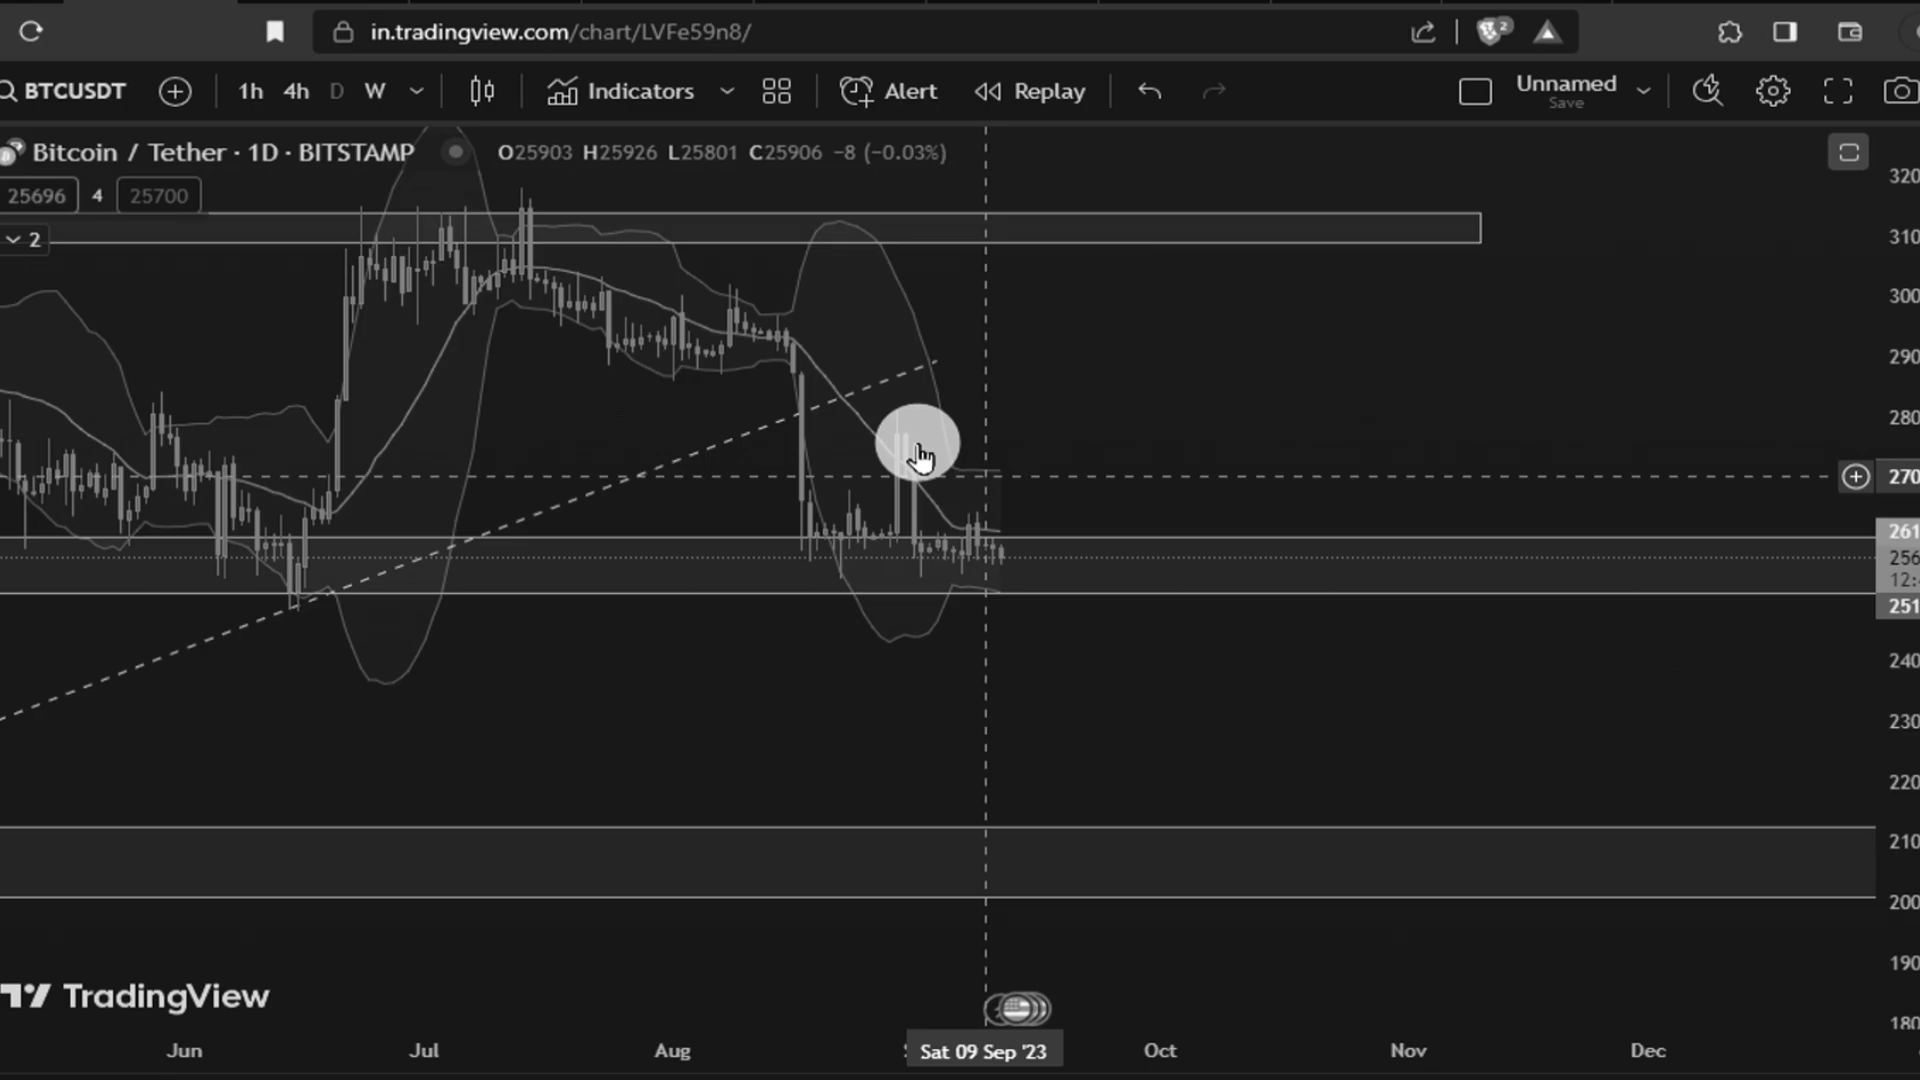 in.tradingview.com/chart/LVFe59n8/
2
BTCUSDT 1h 4h D W Indicators Alert Replay Unnamed
Save
Bitcoin / Tether · 1D · BITSTAMP O25903 H25926 L25801 C25906 −8 (−0.03%)
25696 4 25700
2
320
310
300
290
280
270
261
256
12:
251
240
230
220
210
200
190
180
TradingView
Jun Jul Aug Sat 09 Sep '23 Oct Nov Dec